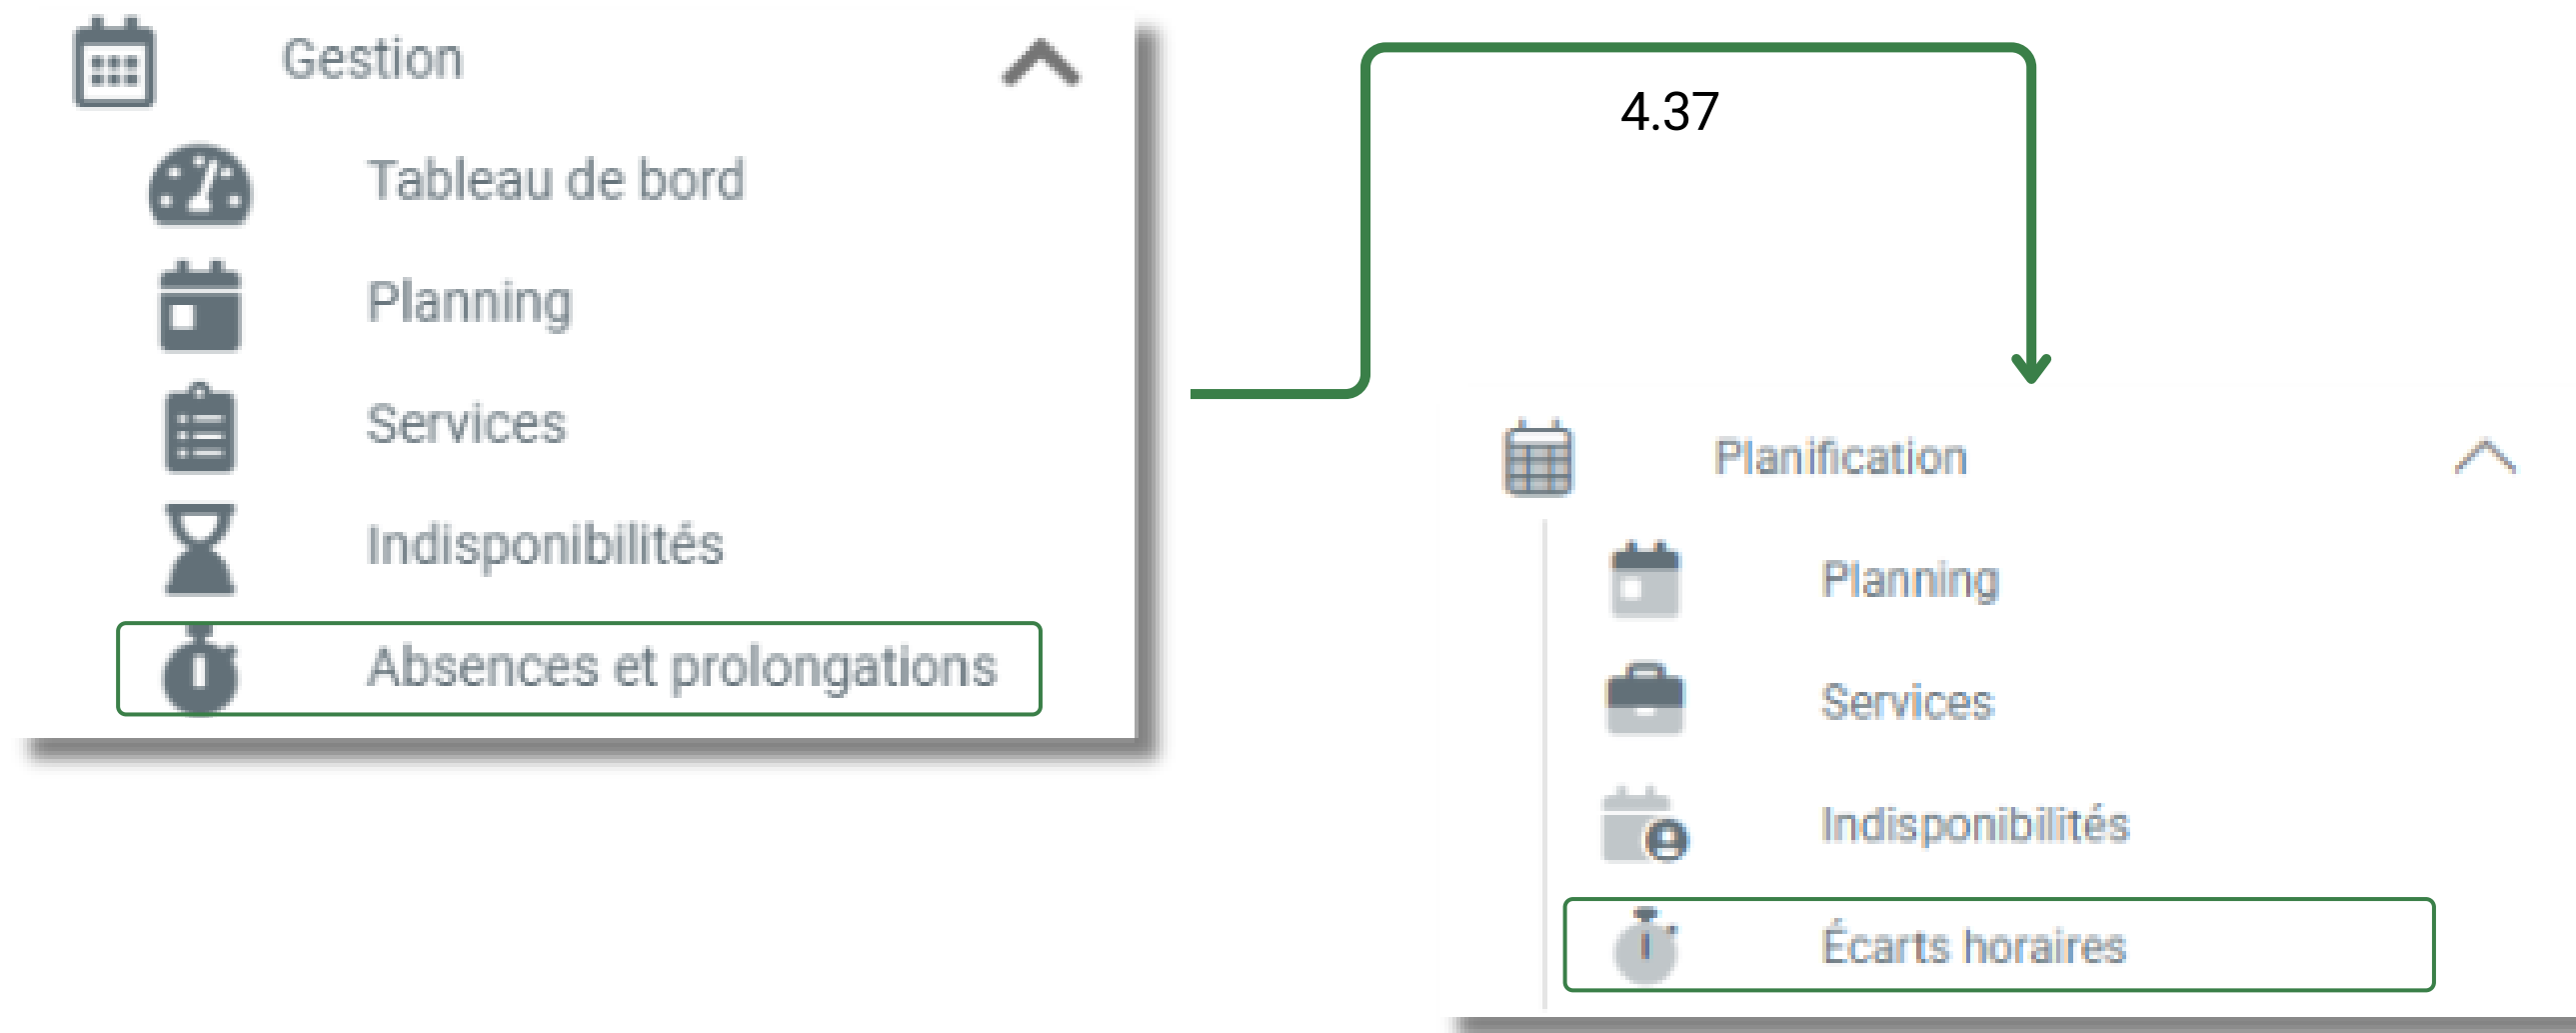 Gestion
Tableau de bord
Planning
Services
Indisponibilités
Absences et prolongations
4.37
Planification
Planning
Services
Indisponibilités
Écarts horaires